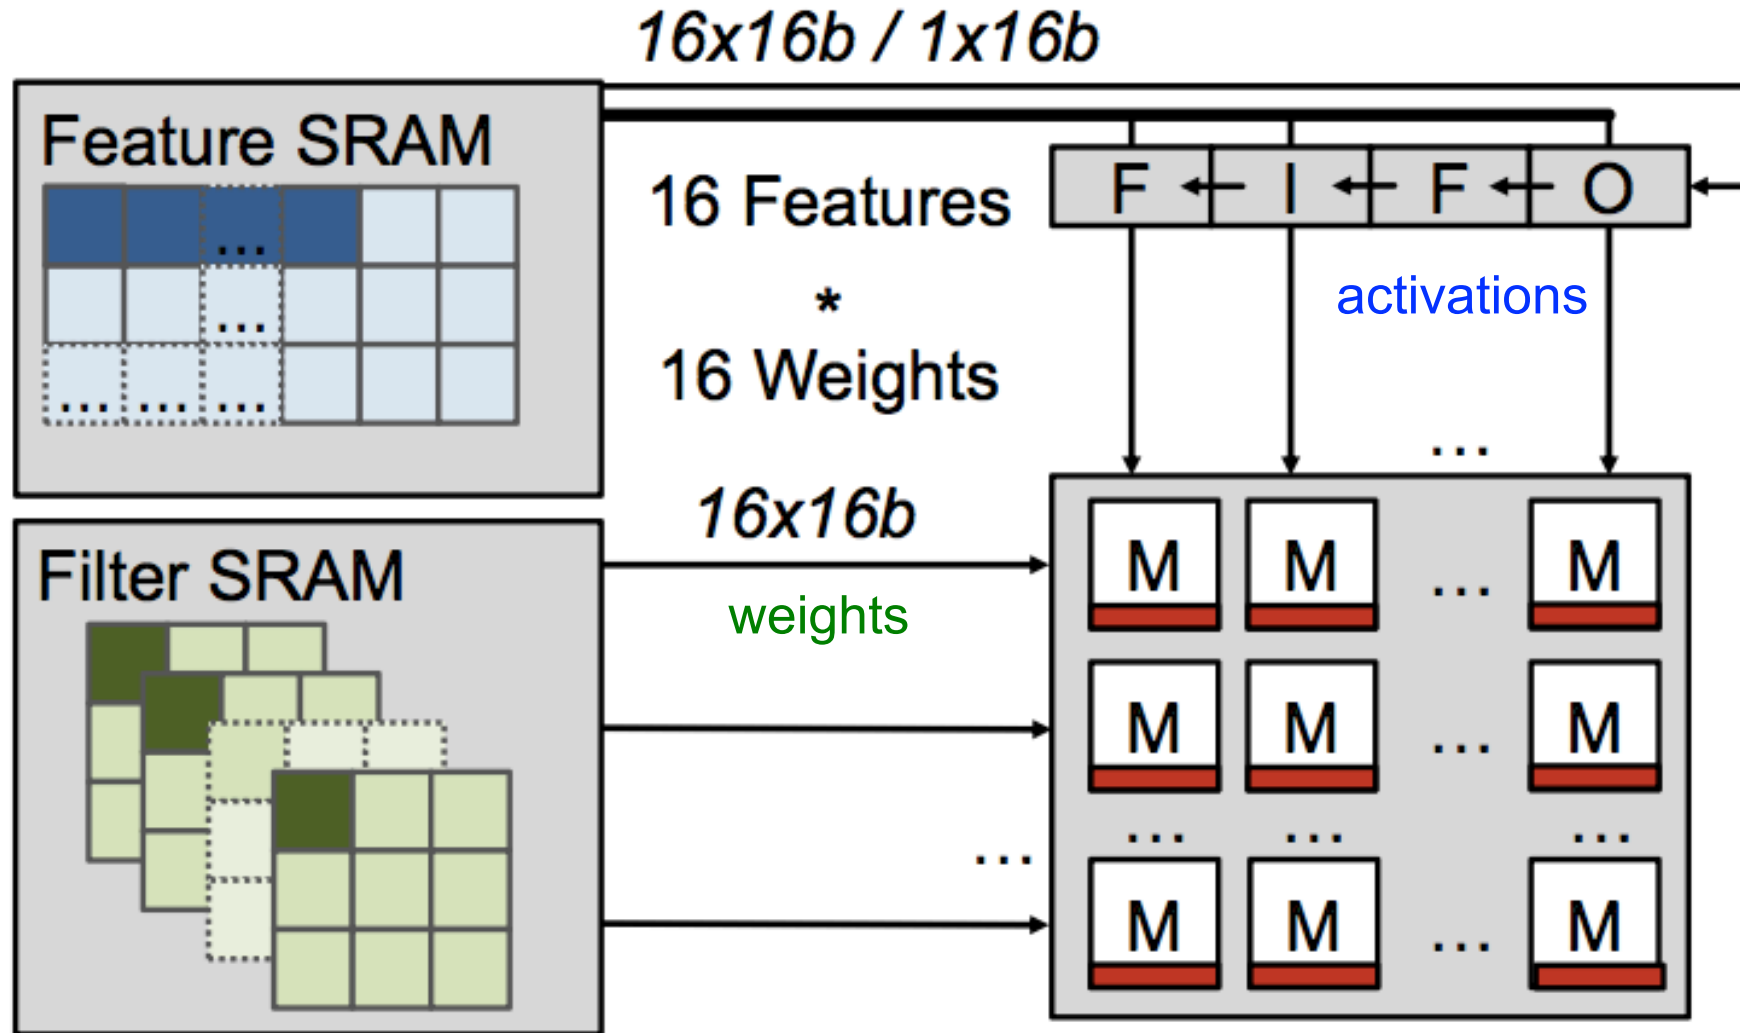 16x16b / 1x16b
Feature SRAM
F I F O
16 Features
*
16 Weights
activations
...
...
... ... ...
...
16x16b
Filter SRAM
weights
M M ... M
M M ... M
... ... ...
...
M M ... M